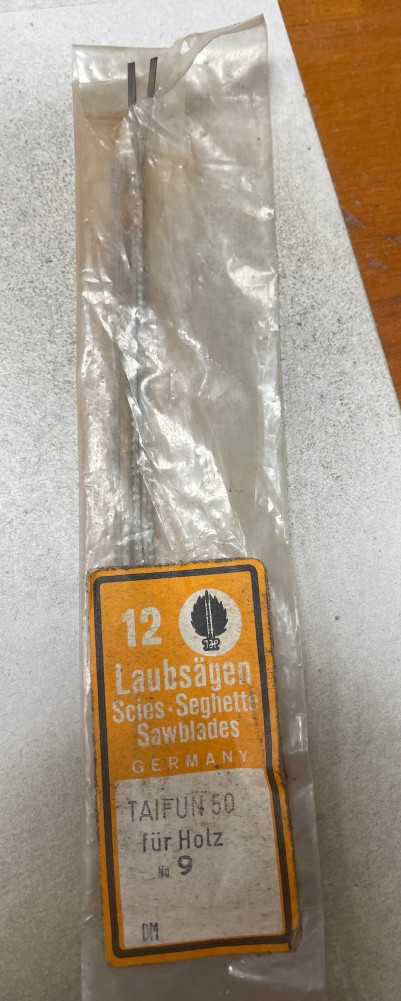 12
Laubsägen
Scies·Seghette
Sawblades
GERMANY
TAIFUN 50
für Holz
No. 9
DM